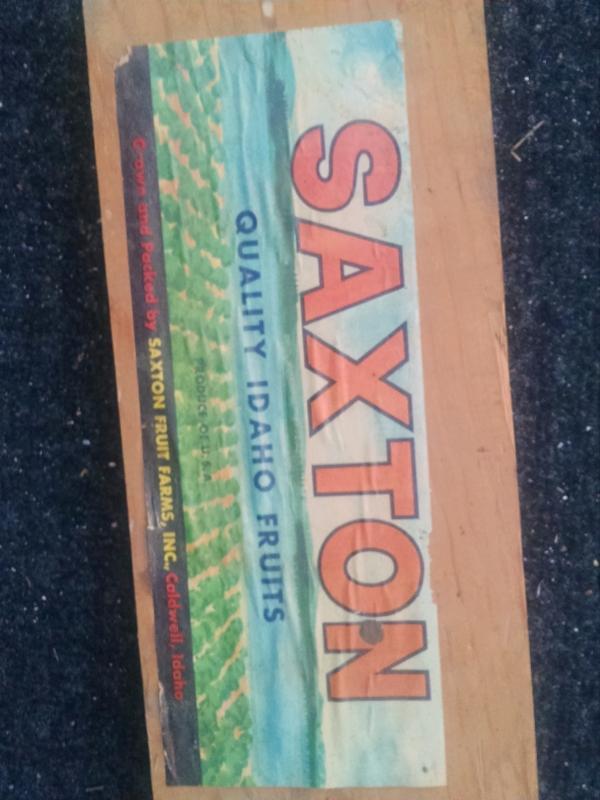 SAXTON
QUALITY IDAHO FRUITS
PRODUCE OF U.S.A.
Grown and Packed by SAXTON FRUIT FARMS, INC., Caldwell, Idaho